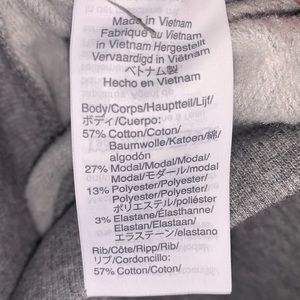 Made in Vietnam
Fabriqué au Vietnam
in Vietnam Hergestellt
Vervaardigd in Vietnam
ベトナム製
Hecho en Vietnam
Body/Corps/Hauptteil/Lijf/
ボディ/Cuerpo:
57% Cotton/Coton/
Baumwolle/Katoen/綿/
algodón
27% Modal/Modal/Modal/
Modal/モダール/modal
13% Polyester/Polyester/
Polyester/Polyester/
ポリエステル/poliéster
3% Elastane/Élasthanne/
Elastan/Elastaan/
エラステーン/elastano
Rib/Côte/Ripp/Rib/
リブ/Cordoncillo:
57% Cotton/Coton/